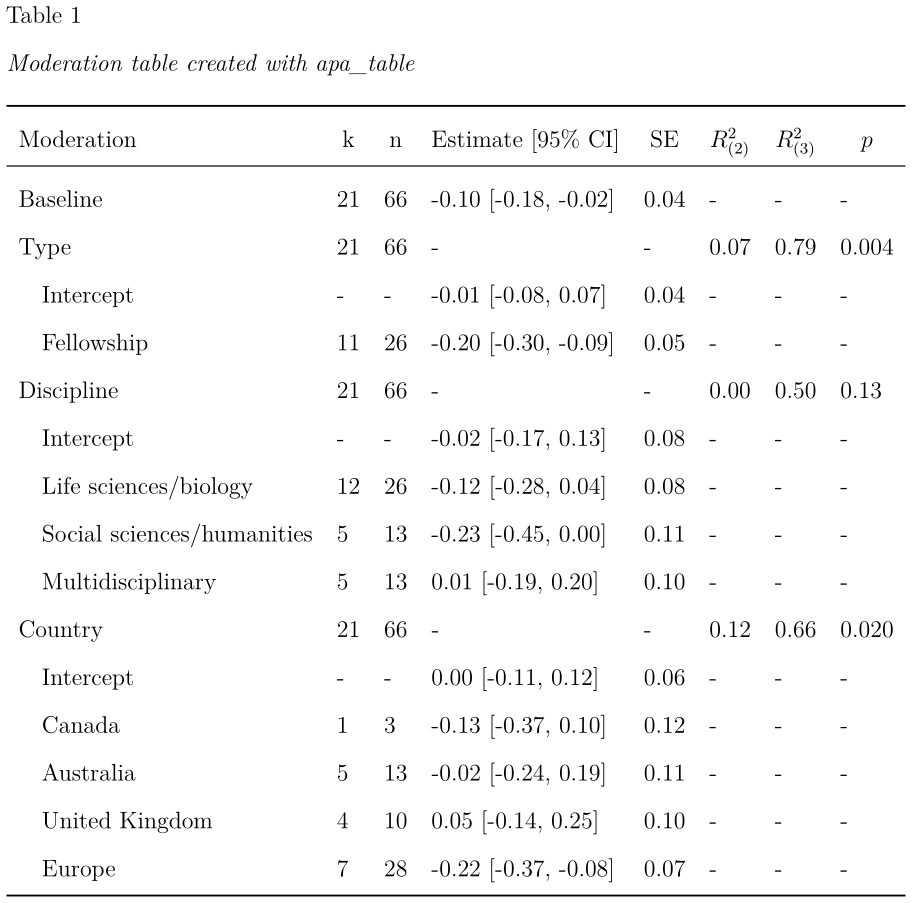 Table 1
Moderation table created with apa_table
Moderation k n Estimate [95% CI] SE R²(2) R²(3) p
Baseline 21 66 -0.10 [-0.18, -0.02] 0.04 - - -
Type 21 66 - - 0.07 0.79 0.004
Intercept - - -0.01 [-0.08, 0.07] 0.04 - - -
Fellowship 11 26 -0.20 [-0.30, -0.09] 0.05 - - -
Discipline 21 66 - - 0.00 0.50 0.13
Intercept - - -0.02 [-0.17, 0.13] 0.08 - - -
Life sciences/biology 12 26 -0.12 [-0.28, 0.04] 0.08 - - -
Social sciences/humanities 5 13 -0.23 [-0.45, 0.00] 0.11 - - -
Multidisciplinary 5 13 0.01 [-0.19, 0.20] 0.10 - - -
Country 21 66 - - 0.12 0.66 0.020
Intercept - - 0.00 [-0.11, 0.12] 0.06 - - -
Canada 1 3 -0.13 [-0.37, 0.10] 0.12 - - -
Australia 5 13 -0.02 [-0.24, 0.19] 0.11 - - -
United Kingdom 4 10 0.05 [-0.14, 0.25] 0.10 - - -
Europe 7 28 -0.22 [-0.37, -0.08] 0.07 - - -